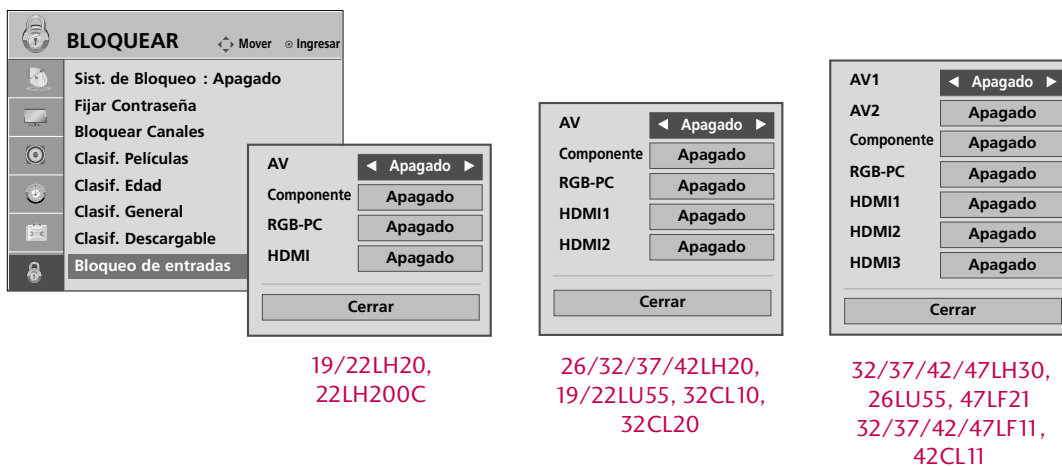 BLOQUEAR
Mover
Ingresar
Sist. de Bloqueo : Apagado
Fijar Contraseña
Bloquear Canales
Clasif. Películas
Clasif. Edad
Clasif. General
Clasif. Descargable
Bloqueo de entradas
AV ◄ Apagado ►
Componente Apagado
RGB-PC Apagado
HDMI Apagado
Cerrar
19/22LH20,
22LH200C
AV ◄ Apagado ►
Componente Apagado
RGB-PC Apagado
HDMI1 Apagado
HDMI2 Apagado
Cerrar
26/32/37/42LH20,
19/22LU55, 32CL10,
32CL20
AV1 ◄ Apagado ►
AV2 Apagado
Componente Apagado
RGB-PC Apagado
HDMI1 Apagado
HDMI2 Apagado
HDMI3 Apagado
Cerrar
32/37/42/47LH30,
26LU55, 47LF21
32/37/42/47LF11,
42CL11